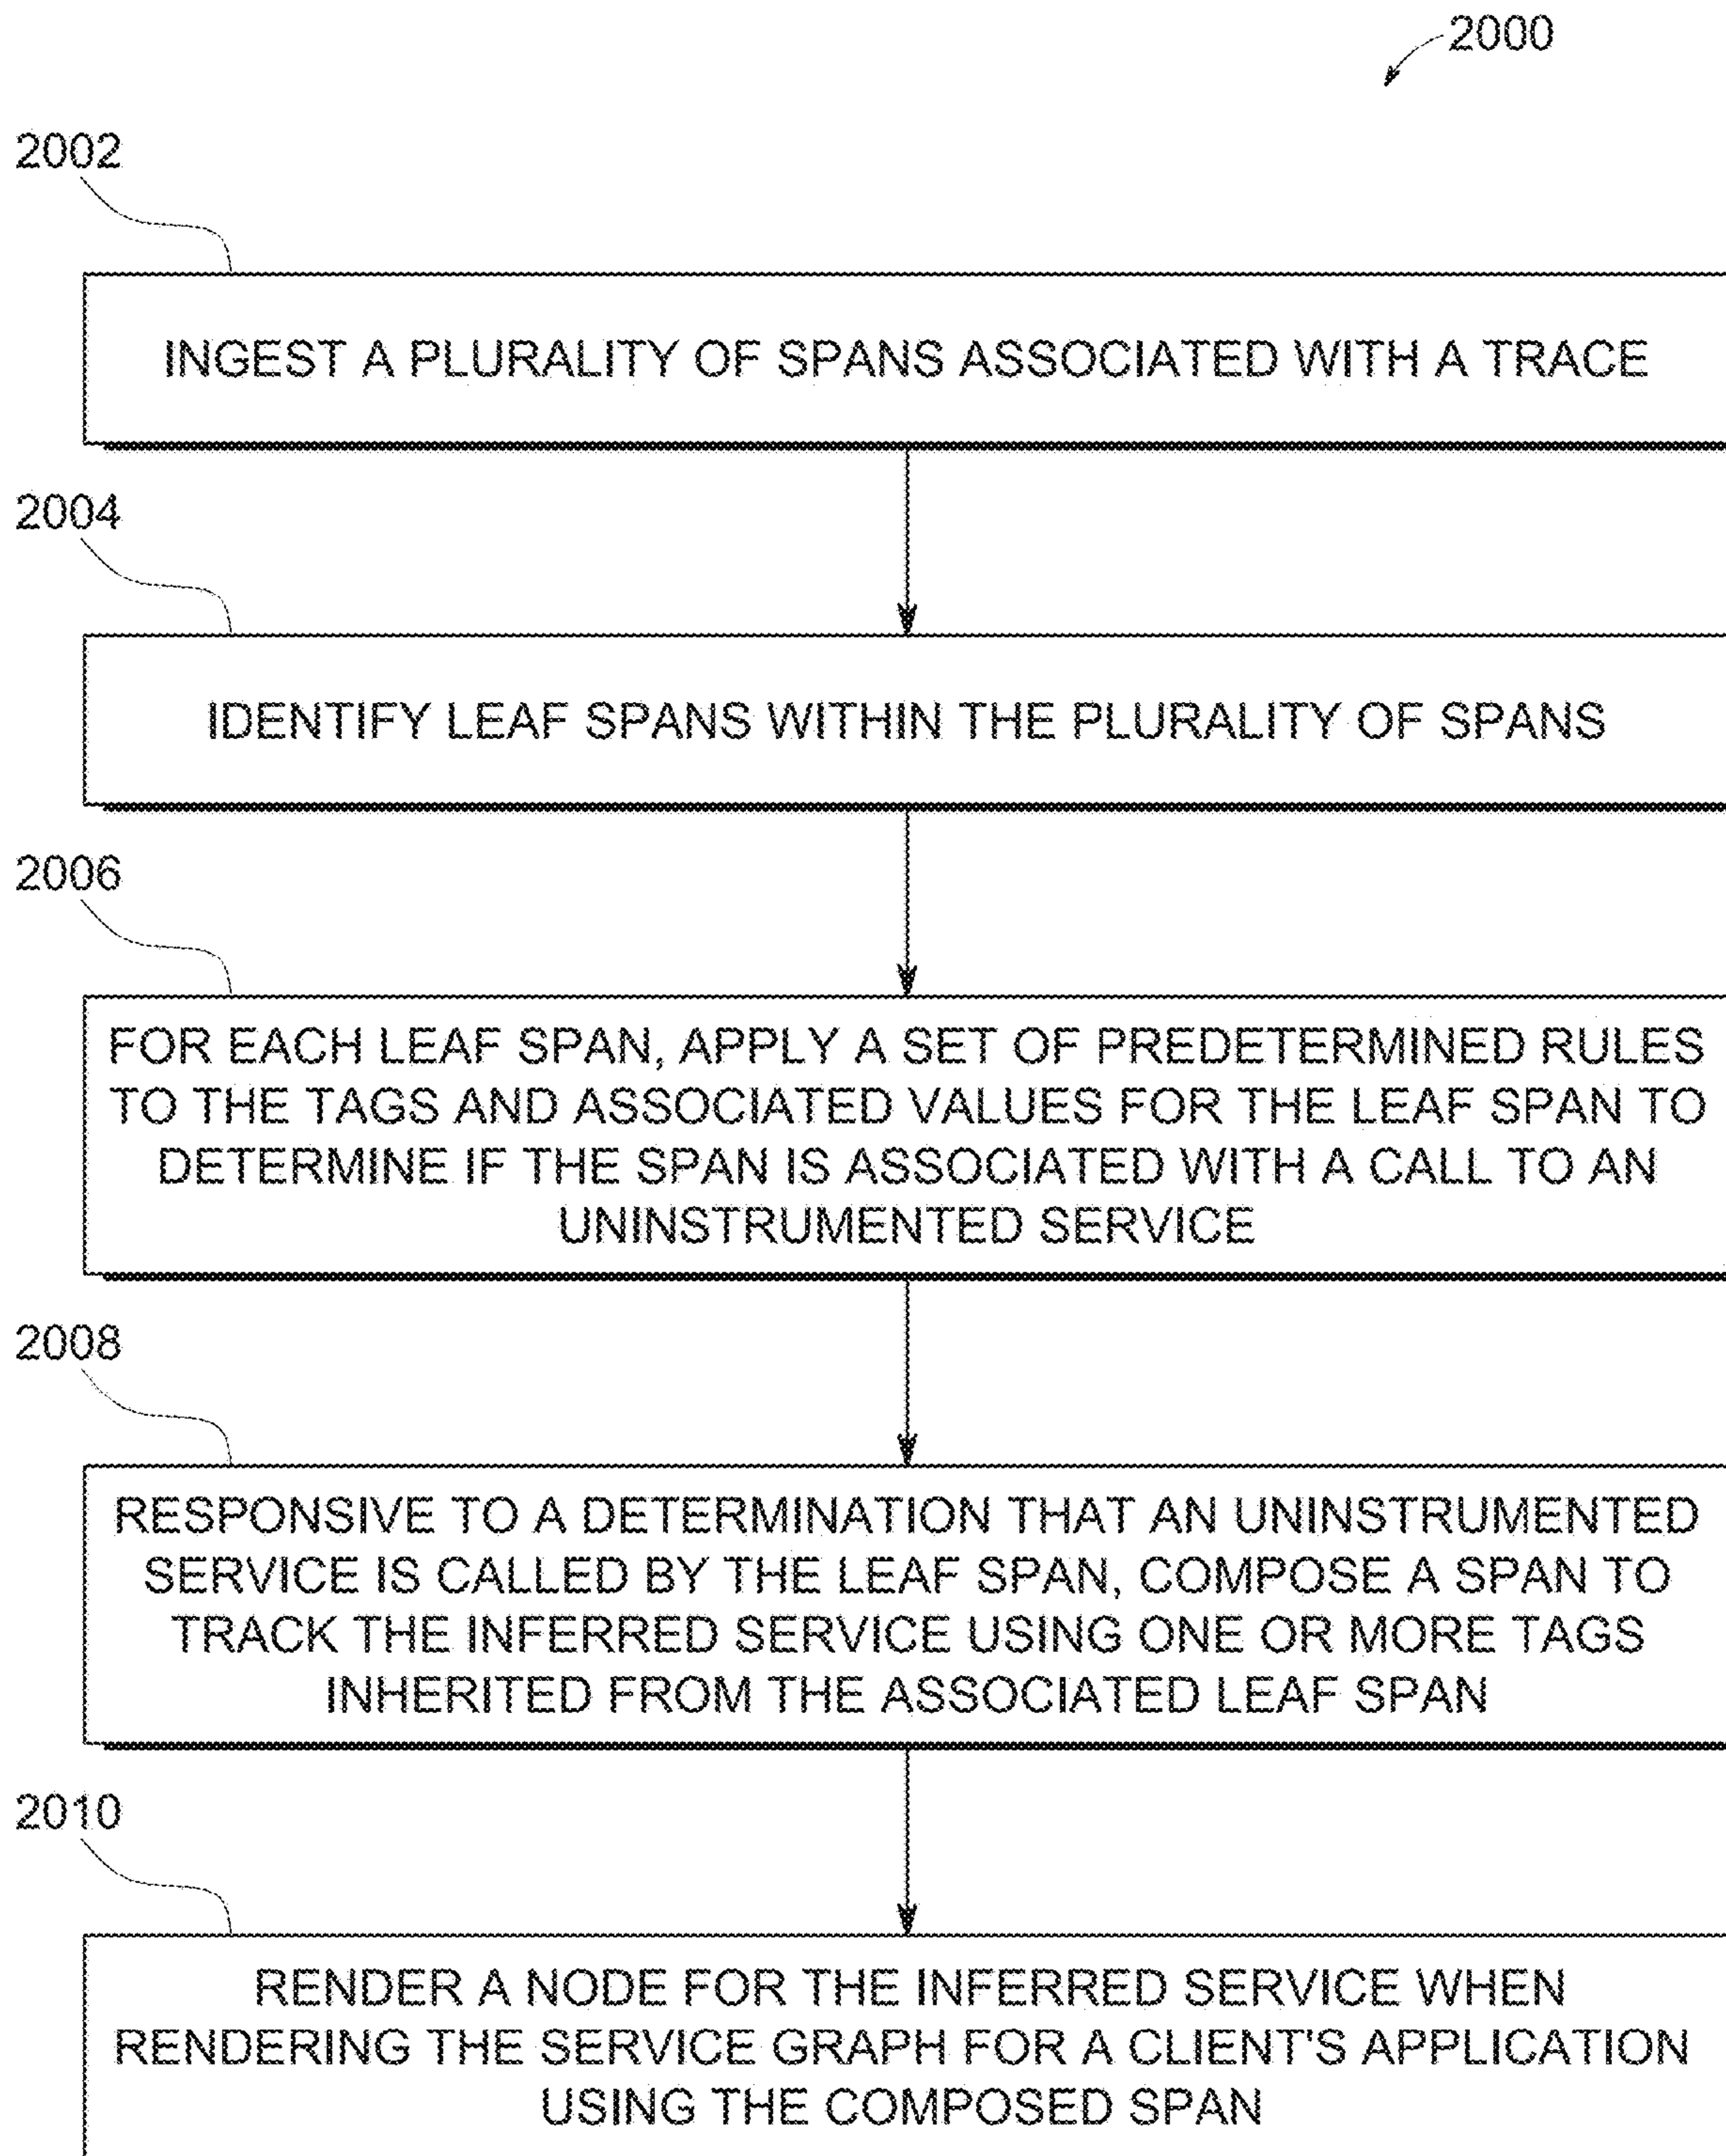 2000
2002
INGEST A PLURALITY OF SPANS ASSOCIATED WITH A TRACE
2004
IDENTIFY LEAF SPANS WITHIN THE PLURALITY OF SPANS
2006
FOR EACH LEAF SPAN, APPLY A SET OF PREDETERMINED RULES
TO THE TAGS AND ASSOCIATED VALUES FOR THE LEAF SPAN TO
DETERMINE IF THE SPAN IS ASSOCIATED WITH A CALL TO AN
UNINSTRUMENTED SERVICE
2008
RESPONSIVE TO A DETERMINATION THAT AN UNINSTRUMENTED
SERVICE IS CALLED BY THE LEAF SPAN, COMPOSE A SPAN TO
TRACK THE INFERRED SERVICE USING ONE OR MORE TAGS
INHERITED FROM THE ASSOCIATED LEAF SPAN
2010
RENDER A NODE FOR THE INFERRED SERVICE WHEN
RENDERING THE SERVICE GRAPH FOR A CLIENT'S APPLICATION
USING THE COMPOSED SPAN